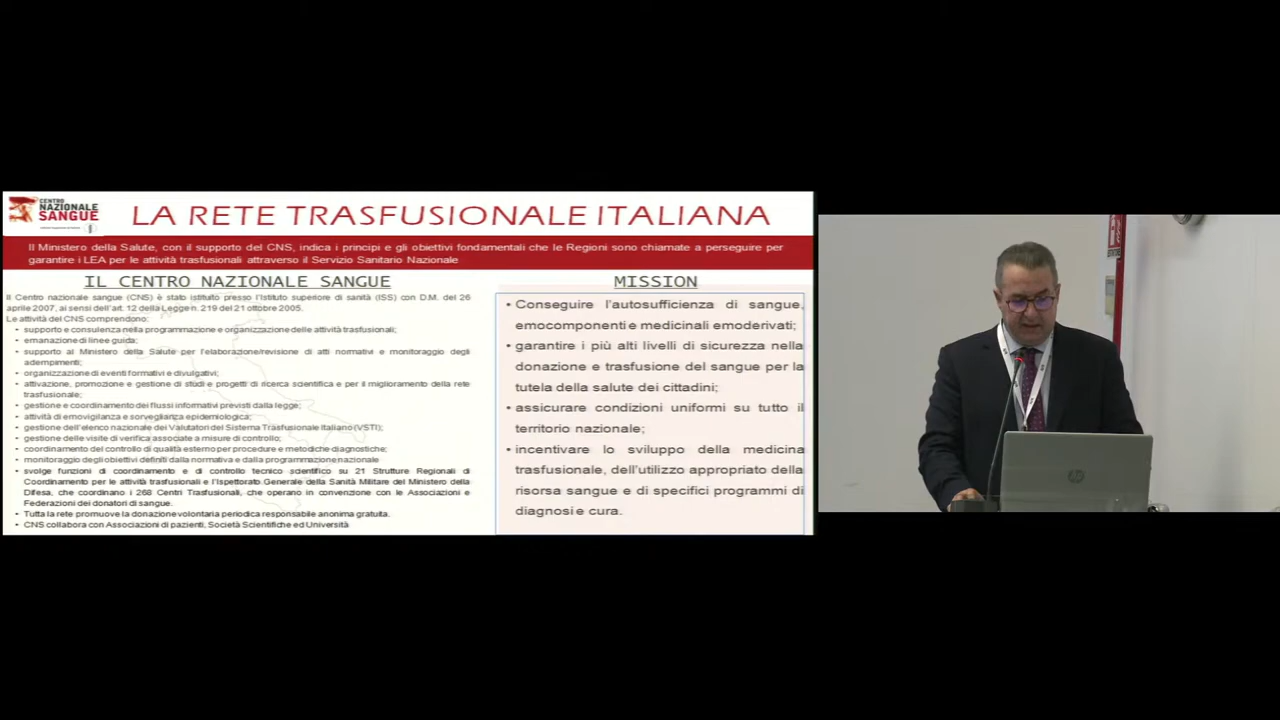 CENTRO
NAZIONALE
SANGUE
LA RETE TRASFUSIONALE ITALIANA
Il Ministero della Salute, con il supporto del CNS, indica i principi e gli obiettivi fondamentali che le Regioni sono chiamate a perseguire per
garantire i LEA per le attività trasfusionali attraverso il Servizio Sanitario Nazionale
IL CENTRO NAZIONALE SANGUE
Il Centro nazionale sangue (CNS) è stato istituito presso l'Istituto superiore di sanità (ISS) con D.M. del 26
aprile 2007, ai sensi dell'art. 12 della Legge n. 219 del 21 ottobre 2005.
Le attività del CNS comprendono:
• supporto e consulenza nella programmazione e organizzazione delle attività trasfusionali;
• emanazione di linee guida;
• supporto al Ministero della Salute per l'elaborazione/revisione di atti normativi e monitoraggio degli
adempimenti;
• organizzazione di eventi formativi e divulgativi;
• attivazione, promozione e gestione di studi e progetti di ricerca scientifica e per il miglioramento della rete
trasfusionale;
• gestione e coordinamento dei flussi informativi previsti dalla legge;
• attività di emovigilanza e sorveglianza epidemiologica;
• gestione dell'elenco nazionale dei Valutatori del Sistema Trasfusionale Italiano (VSTI);
• gestione delle visite di verifica associate a misure di controllo;
• coordinamento del controllo di qualità esterno per procedure e metodiche diagnostiche;
• monitoraggio degli obiettivi definiti dalla normativa e dalla programmazione nazionale
• svolge funzioni di coordinamento e di controllo tecnico scientifico su 21 Strutture Regionali di
Coordinamento per le attività trasfusionali e l'Ispettorato Generale della Sanità Militare del Ministero della
Difesa, che coordinano i 268 Centri Trasfusionali, che operano in convenzione con le Associazioni e
Federazioni dei donatori di sangue.
• Tutta la rete promuove la donazione volontaria periodica responsabile anonima gratuita.
• CNS collabora con Associazioni di pazienti, Società Scientifiche ed Università
MISSION
• Conseguire l'autosufficienza di sangue,
emocomponenti e medicinali emoderivati;
• garantire i più alti livelli di sicurezza nella
donazione e trasfusione del sangue per la
tutela della salute dei cittadini;
• assicurare condizioni uniformi su tutto il
territorio nazionale;
• incentivare lo sviluppo della medicina
trasfusionale, dell'utilizzo appropriato della
risorsa sangue e di specifici programmi di
diagnosi e cura.